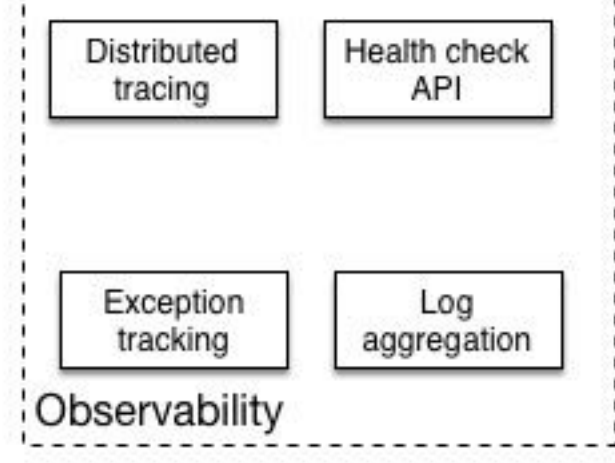 Distributed
tracing
Health check
API
Exception
tracking
Log
aggregation
Observability